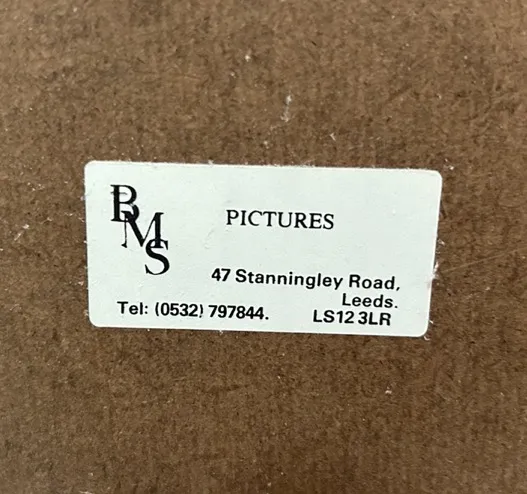 BMS
PICTURES
47 Stanningley Road,
Leeds.
Tel: (0532) 797844. LS12 3LR